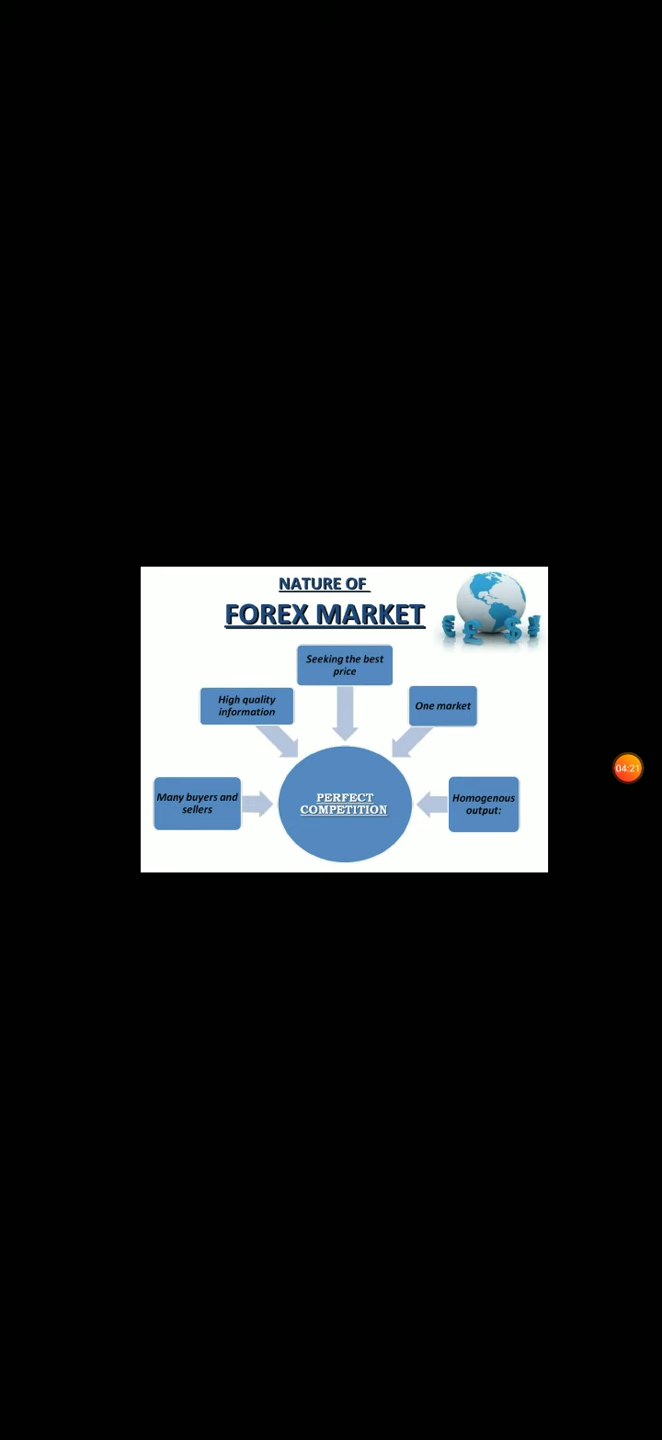 NATURE OF
FOREX MARKET
Seeking the best
price
High quality
information
One market
Many buyers and
sellers
PERFECT
COMPETITION
Homogenous
output:
04:21